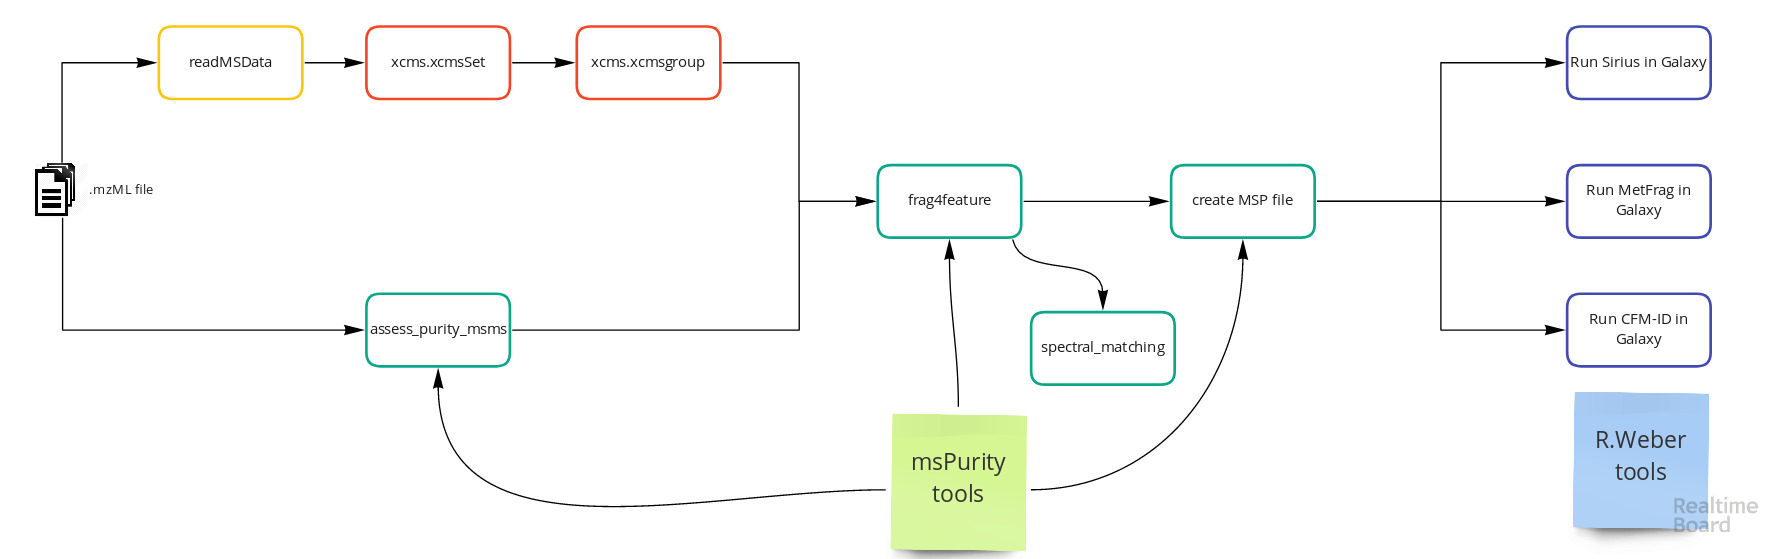 readMSData
xcms.xcmsSet
xcms.xcmsgroup
Run Sirius in Galaxy
.mzML file
frag4feature
create MSP file
Run MetFrag in
Galaxy
assess_purity_msms
spectral_matching
Run CFM-ID in
Galaxy
msPurity
tools
R.Weber
tools
Realtime
Board